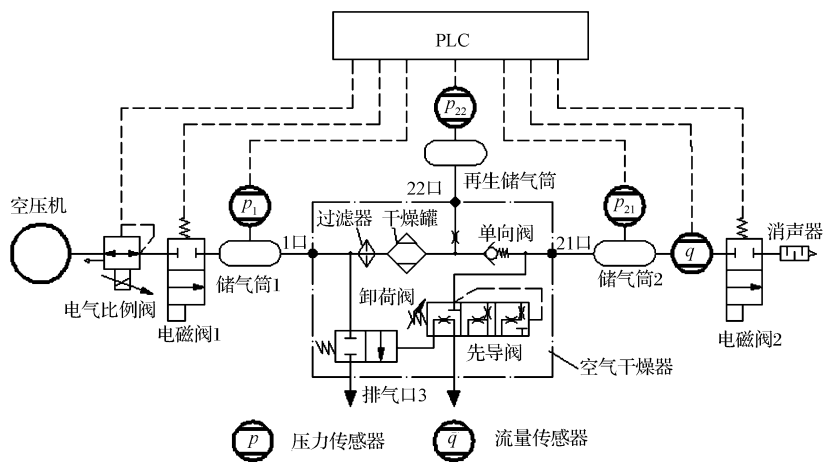 PLC
p22
再生储气筒
22口
空压机
p1
过滤器
干燥罐
单向阀
p21
消声器
1口
21口
q
储气筒1
储气筒2
电气比例阀
卸荷阀
电磁阀1
先导阀
电磁阀2
空气干燥器
排气口3
p
压力传感器
q
流量传感器